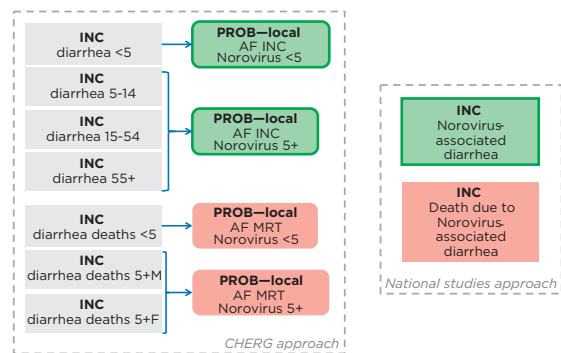 INC
diarrhea <5
PROB—local
AF INC
Norovirus <5
INC
diarrhea 5-14
INC
diarrhea 15-54
INC
diarrhea 55+
PROB—local
AF INC
Norovirus 5+
INC
diarrhea deaths <5
PROB—local
AF MRT
Norovirus <5
INC
diarrhea deaths 5+M
INC
diarrhea deaths 5+F
PROB—local
AF MRT
Norovirus 5+
CHERG approach
INC
Norovirus-
associated
diarrhea
INC
Death due to
Norovirus-
associated
diarrhea
National studies approach